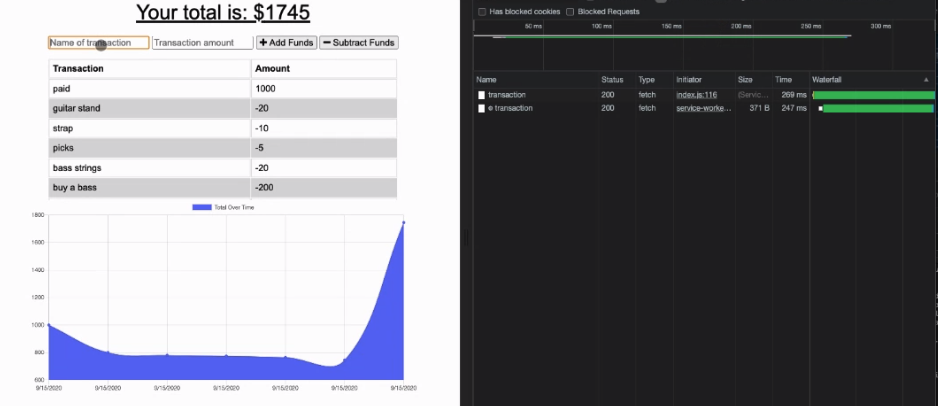 Your total is: $1745
Name of transaction Transaction amount + Add Funds − Subtract Funds
Transaction Amount
paid 1000
guitar stand -20
strap -10
picks -5
bass strings -20
buy a bass -200
Total Over Time
1800
1600
1400
1200
1000
800
600
9/15/2020 9/15/2020 9/15/2020 9/15/2020 9/15/2020 9/15/2020 9/15/2020
Has blocked cookies Blocked Requests
50 ms 100 ms 150 ms 200 ms 250 ms 300 ms
Name Status Type Initiator Size Time Waterfall
transaction 200 fetch index.js:116 (Servic... 269 ms
transaction 200 fetch service-worke... 371 B 247 ms